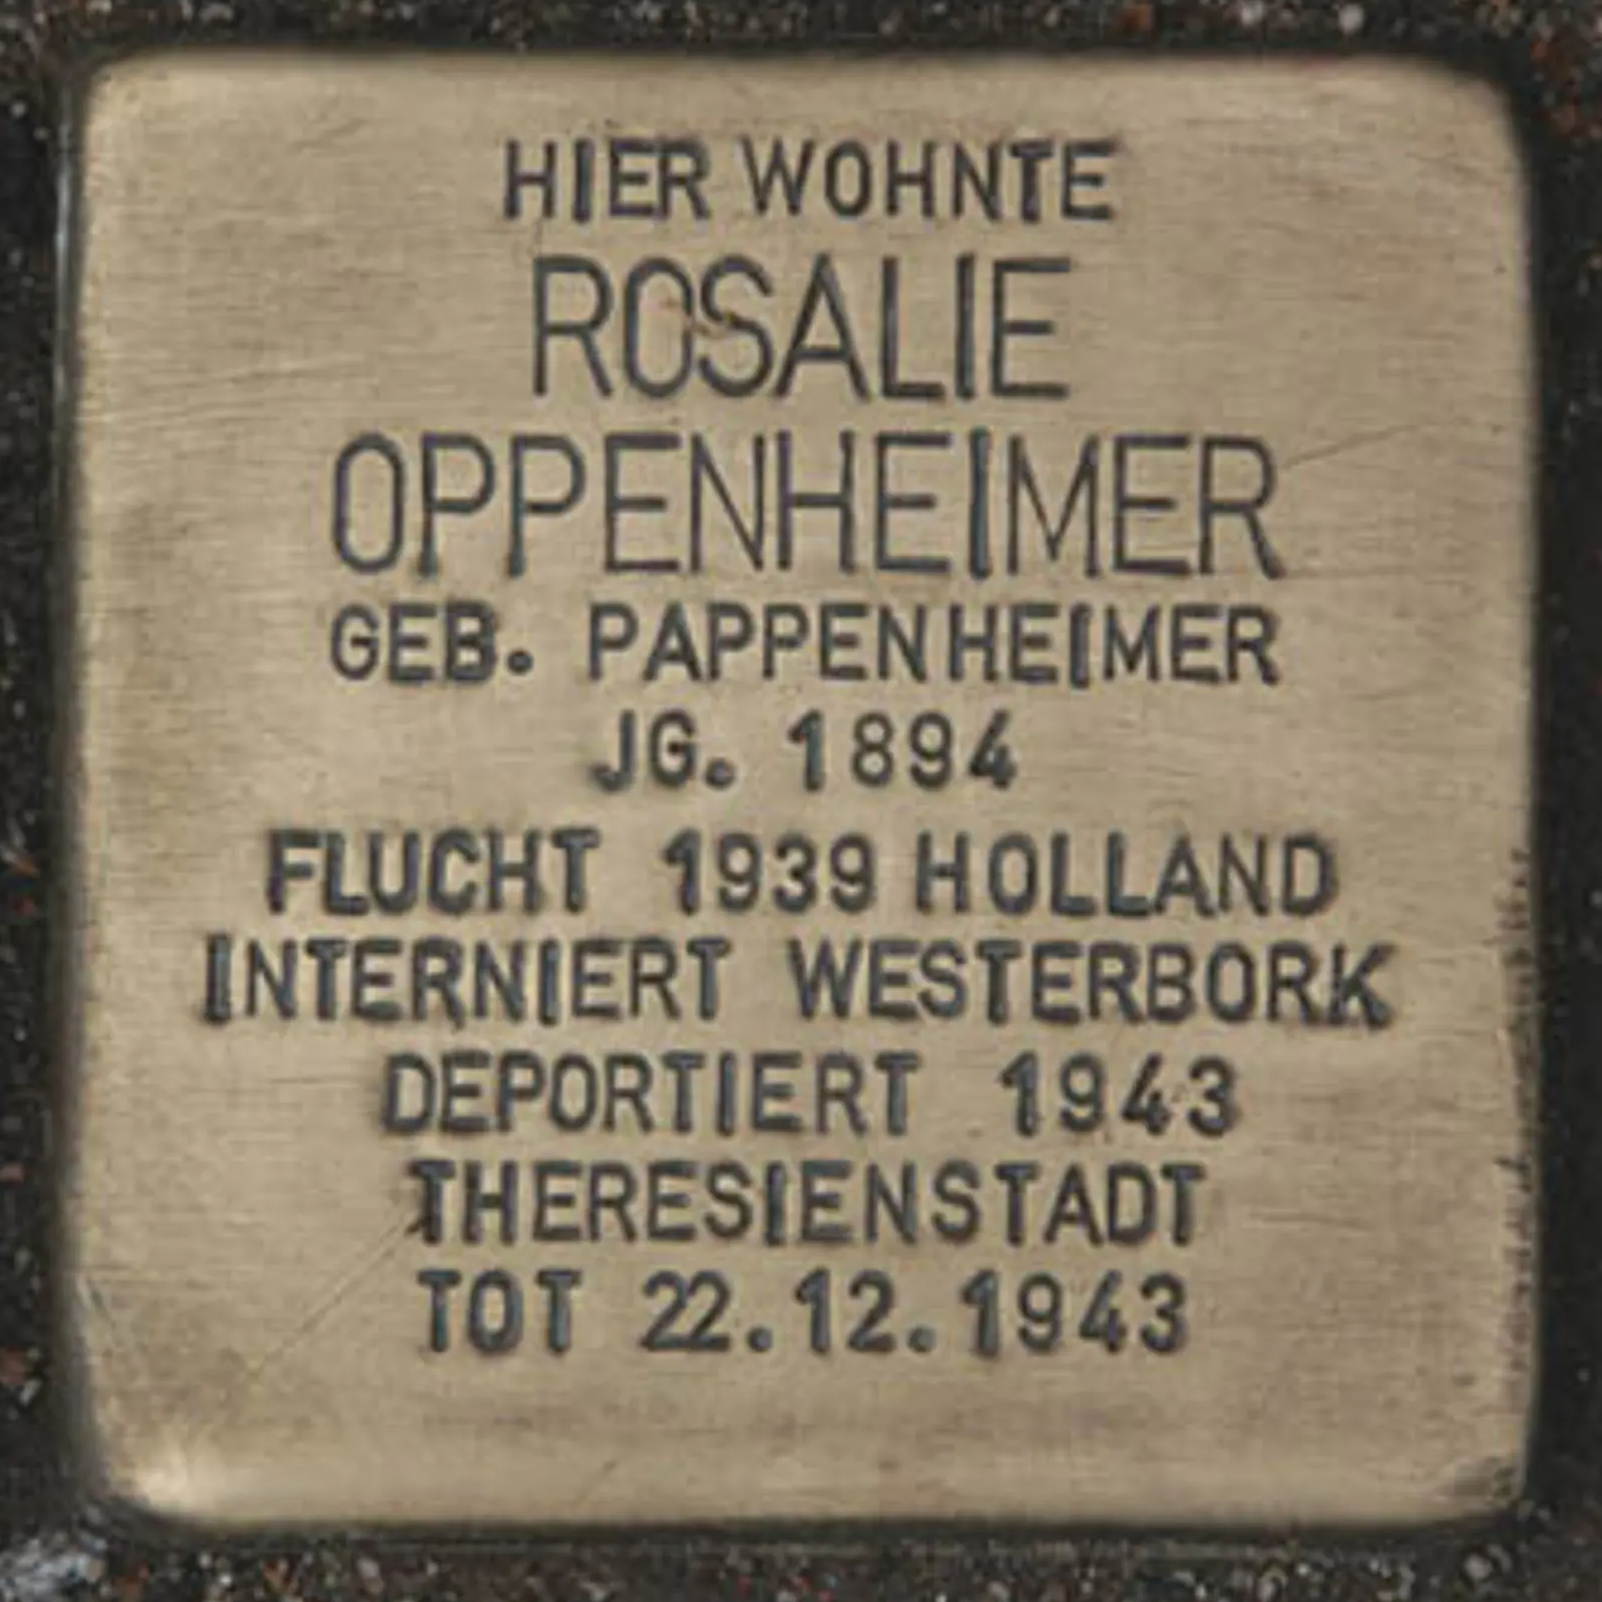 HIER WOHNTE
ROSALIE
OPPENHEIMER
GEB. PAPPENHEIMER
JG. 1894
FLUCHT 1939 HOLLAND
INTERNIERT WESTERBORK
DEPORTIERT 1943
THERESIENSTADT
TOT 22.12.1943